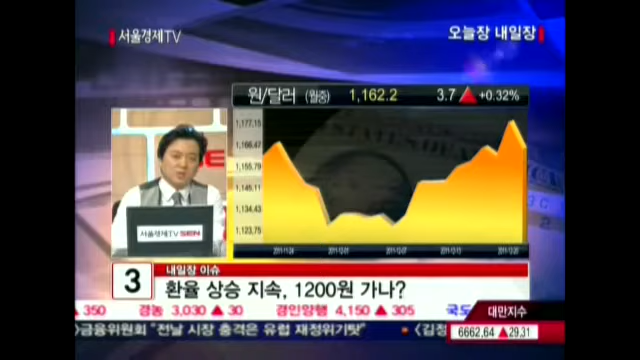 서울경제TV
오늘장 내일장
원/달러 (월중) 1,162.2 3.7 ▲ +0.32%
1,177.15
1,166.47
1,155.79
1,145.11
1,134.43
1,123.75
서울경제TV SEN
내일장 이슈
3 환율 상승 지속, 1200원 가나?
▲ 350 경농 3,030 ▲ 30 경인양행 4,150 ▲ 305 국도
대만지수
6662,64 ▲29,31
>금융위원회 "전날 시장 충격은 유럽 재정위기탓" • <김정